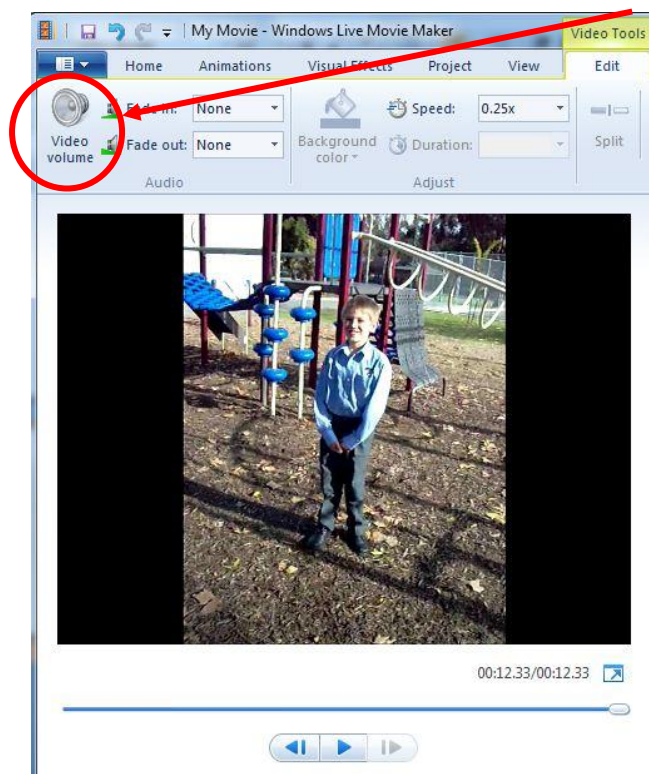 My Movie - Windows Live Movie Maker
Video Tools
Home Animations Visual Effects Project View Edit
Video volume
Fade in: None
Fade out: None
Audio
Background color
Speed: 0.25x
Duration:
Adjust
Split
00:12.33/00:12.33